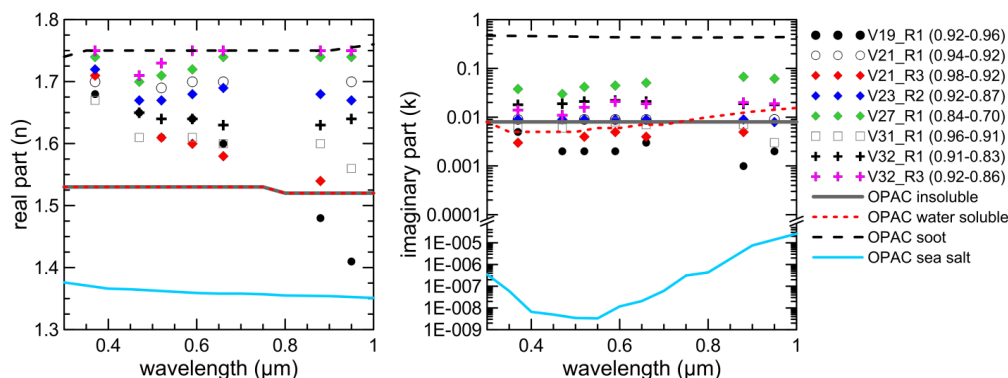 1.8
1.7
1.6
1.5
1.4
1.3
real part (n)
0.4
0.6
0.8
1
wavelength (µm)
1
0.1
0.01
0.001
0.0001
1E-005
1E-006
1E-007
1E-008
1E-009
imaginary part (k)
0.4
0.6
0.8
1
wavelength (µm)
V19_R1 (0.92-0.96)
V21_R1 (0.94-0.92)
V21_R3 (0.98-0.92)
V23_R2 (0.92-0.87)
V27_R1 (0.84-0.70)
V31_R1 (0.96-0.91)
V32_R1 (0.91-0.83)
V32_R3 (0.92-0.86)
OPAC insoluble
OPAC water soluble
OPAC soot
OPAC sea salt